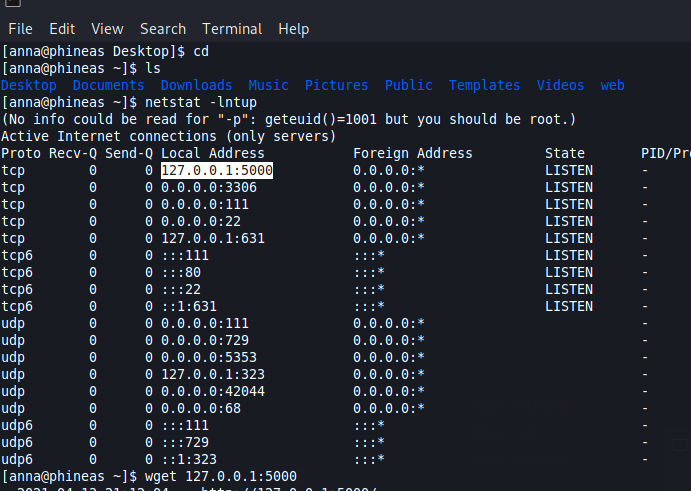 File Edit View Search Terminal Help
[anna@phineas Desktop]$ cd
[anna@phineas ~]$ ls
Desktop Documents Downloads Music Pictures Public Templates Videos web
[anna@phineas ~]$ netstat -lntup
(No info could be read for "-p": geteuid()=1001 but you should be root.)
Active Internet connections (only servers)
Proto Recv-Q Send-Q Local Address Foreign Address State PID/Pro
tcp 0 0 127.0.0.1:5000 0.0.0.0:* LISTEN -
tcp 0 0 0.0.0.0:3306 0.0.0.0:* LISTEN -
tcp 0 0 0.0.0.0:111 0.0.0.0:* LISTEN -
tcp 0 0 0.0.0.0:22 0.0.0.0:* LISTEN -
tcp 0 0 127.0.0.1:631 0.0.0.0:* LISTEN -
tcp6 0 0 :::111 :::* LISTEN -
tcp6 0 0 :::80 :::* LISTEN -
tcp6 0 0 :::22 :::* LISTEN -
tcp6 0 0 ::1:631 :::* LISTEN -
udp 0 0 0.0.0.0:111 0.0.0.0:* -
udp 0 0 0.0.0.0:729 0.0.0.0:* -
udp 0 0 0.0.0.0:5353 0.0.0.0:* -
udp 0 0 127.0.0.1:323 0.0.0.0:* -
udp 0 0 0.0.0.0:42044 0.0.0.0:* -
udp 0 0 0.0.0.0:68 0.0.0.0:* -
udp6 0 0 :::111 :::* -
udp6 0 0 :::729 :::* -
udp6 0 0 ::1:323 :::* -
[anna@phineas ~]$ wget 127.0.0.1:5000